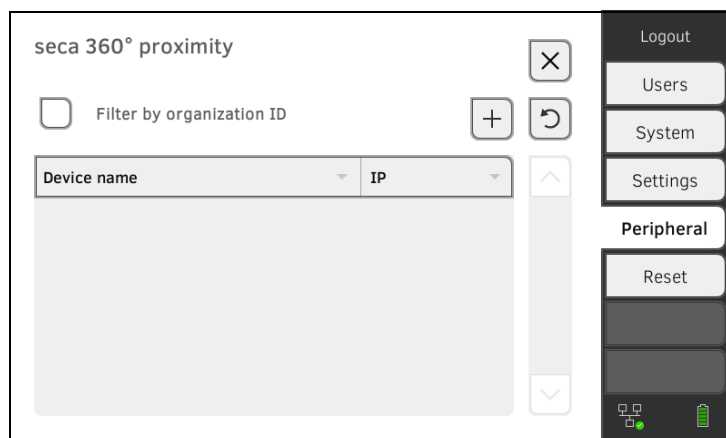 seca 360° proximity
Filter by organization ID
Device name
IP
Logout
Users
System
Settings
Peripheral
Reset